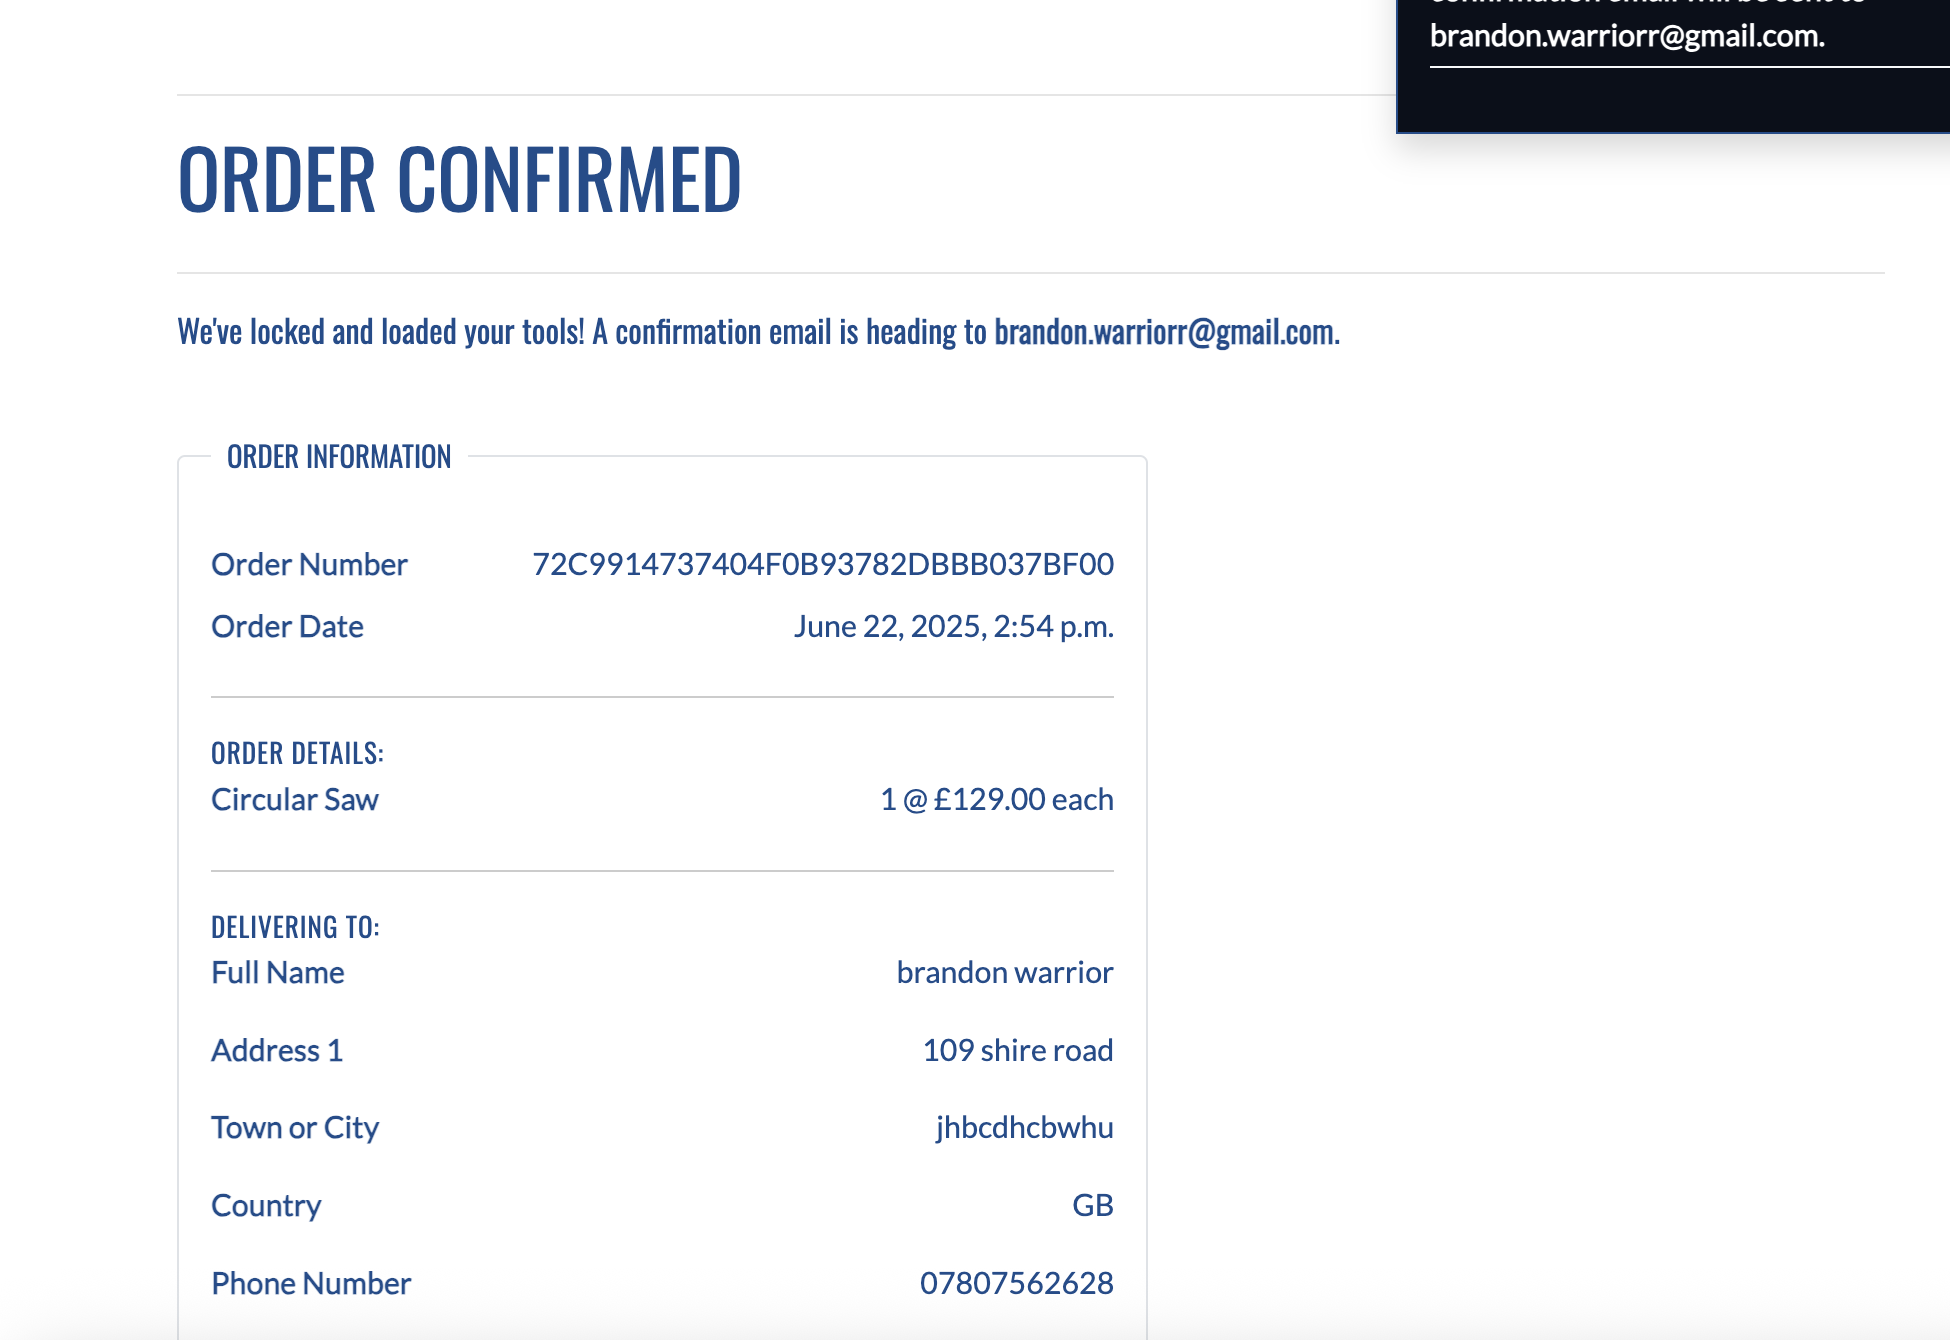 brandon.warriorr@gmail.com.
ORDER CONFIRMED
We've locked and loaded your tools! A confirmation email is heading to brandon.warriorr@gmail.com.
ORDER INFORMATION
Order Number 72C9914737404F0B93782DBBB037BF00
Order Date June 22, 2025, 2:54 p.m.
ORDER DETAILS:
Circular Saw 1 @ £129.00 each
DELIVERING TO:
Full Name brandon warrior
Address 1 109 shire road
Town or City jhbcdhcbwhu
Country GB
Phone Number 07807562628